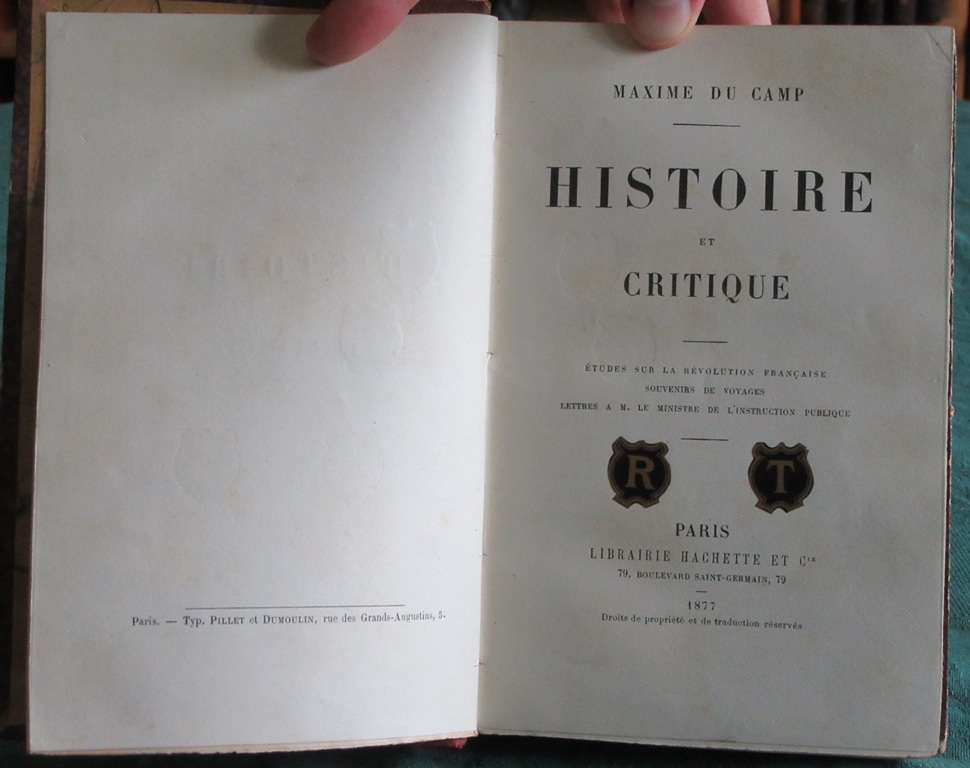 Paris. — Typ. PILLET et DUMOULIN, rue des Grands-Augustins, 5.
MAXIME DU CAMP
HISTOIRE
ET
CRITIQUE
ÉTUDES SUR LA RÉVOLUTION FRANÇAISE
SOUVENIRS DE VOYAGES
LETTRES A M. LE MINISTRE DE L'INSTRUCTION PUBLIQUE
R T
PARIS
LIBRAIRIE HACHETTE ET Cie
79, BOULEVARD SAINT-GERMAIN, 79
1877
Droits de propriété et de traduction réservés